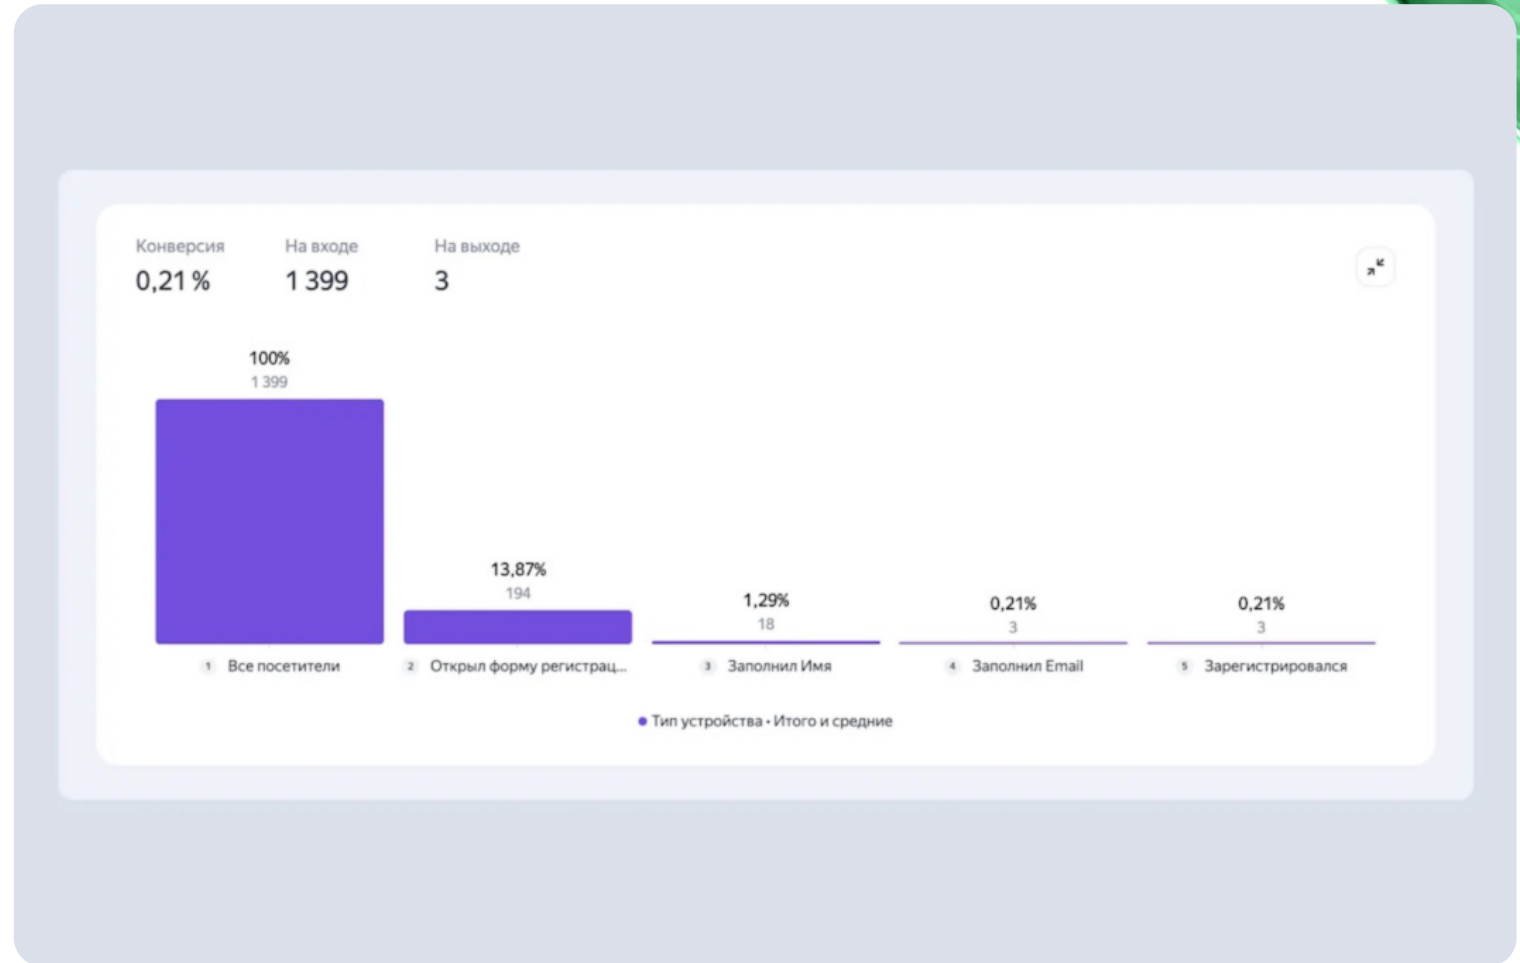 Конверсия На входе На выходе
0,21 % 1 399 3
100%
1 399
13,87%
194
1,29%
18
0,21%
3
0,21%
3
1 Все посетители 2 Открыл форму регистрац... 3 Заполнил Имя 4 Заполнил Email 5 Зарегистрировался
Тип устройства • Итого и средние